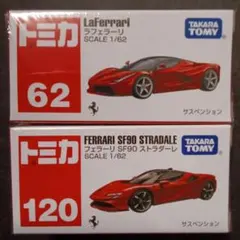 トミカ
LaFerrari
ラフェラーリ
SCALE 1/62
TAKARA
TOMY
62
サスペンション
トミカ
FERRARI SF90 STRADALE
フェラーリ SF90 ストラダーレ
SCALE 1/62
TAKARA
TOMY
120
サスペンション